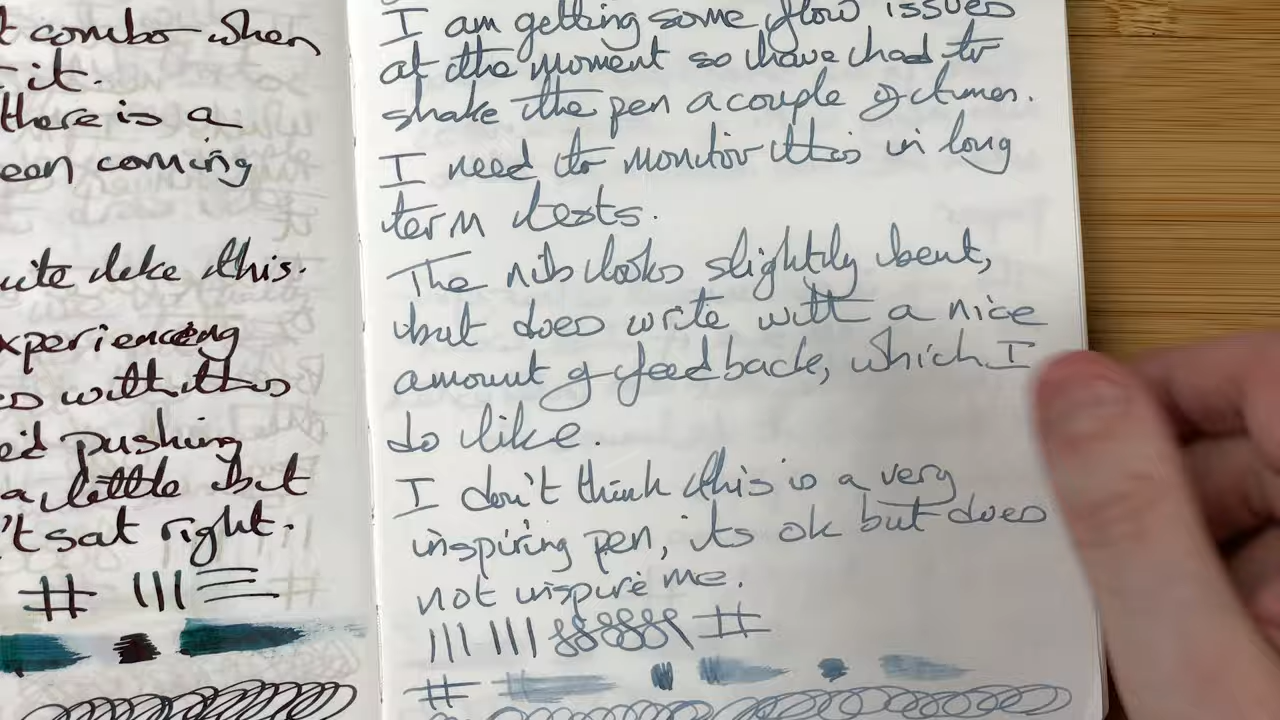 t combo when
it.
there is a
een coming
uite like this.
xperiencing
with this
ed pushing
a little but
't sat right.
I am getting some flow issues
at the moment so have had to
shake the pen a couple of times.
I need to monitor this in long
term tests.
The nib looks slightly bent,
but does write with a nice
amount of feedback, which I
do like.
I don't think this is a very
inspiring pen, its ok but does
not inspire me.